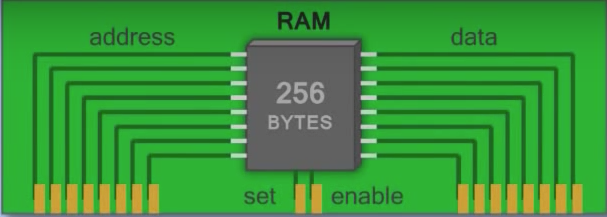 RAM
address
data
256
BYTES
set
enable